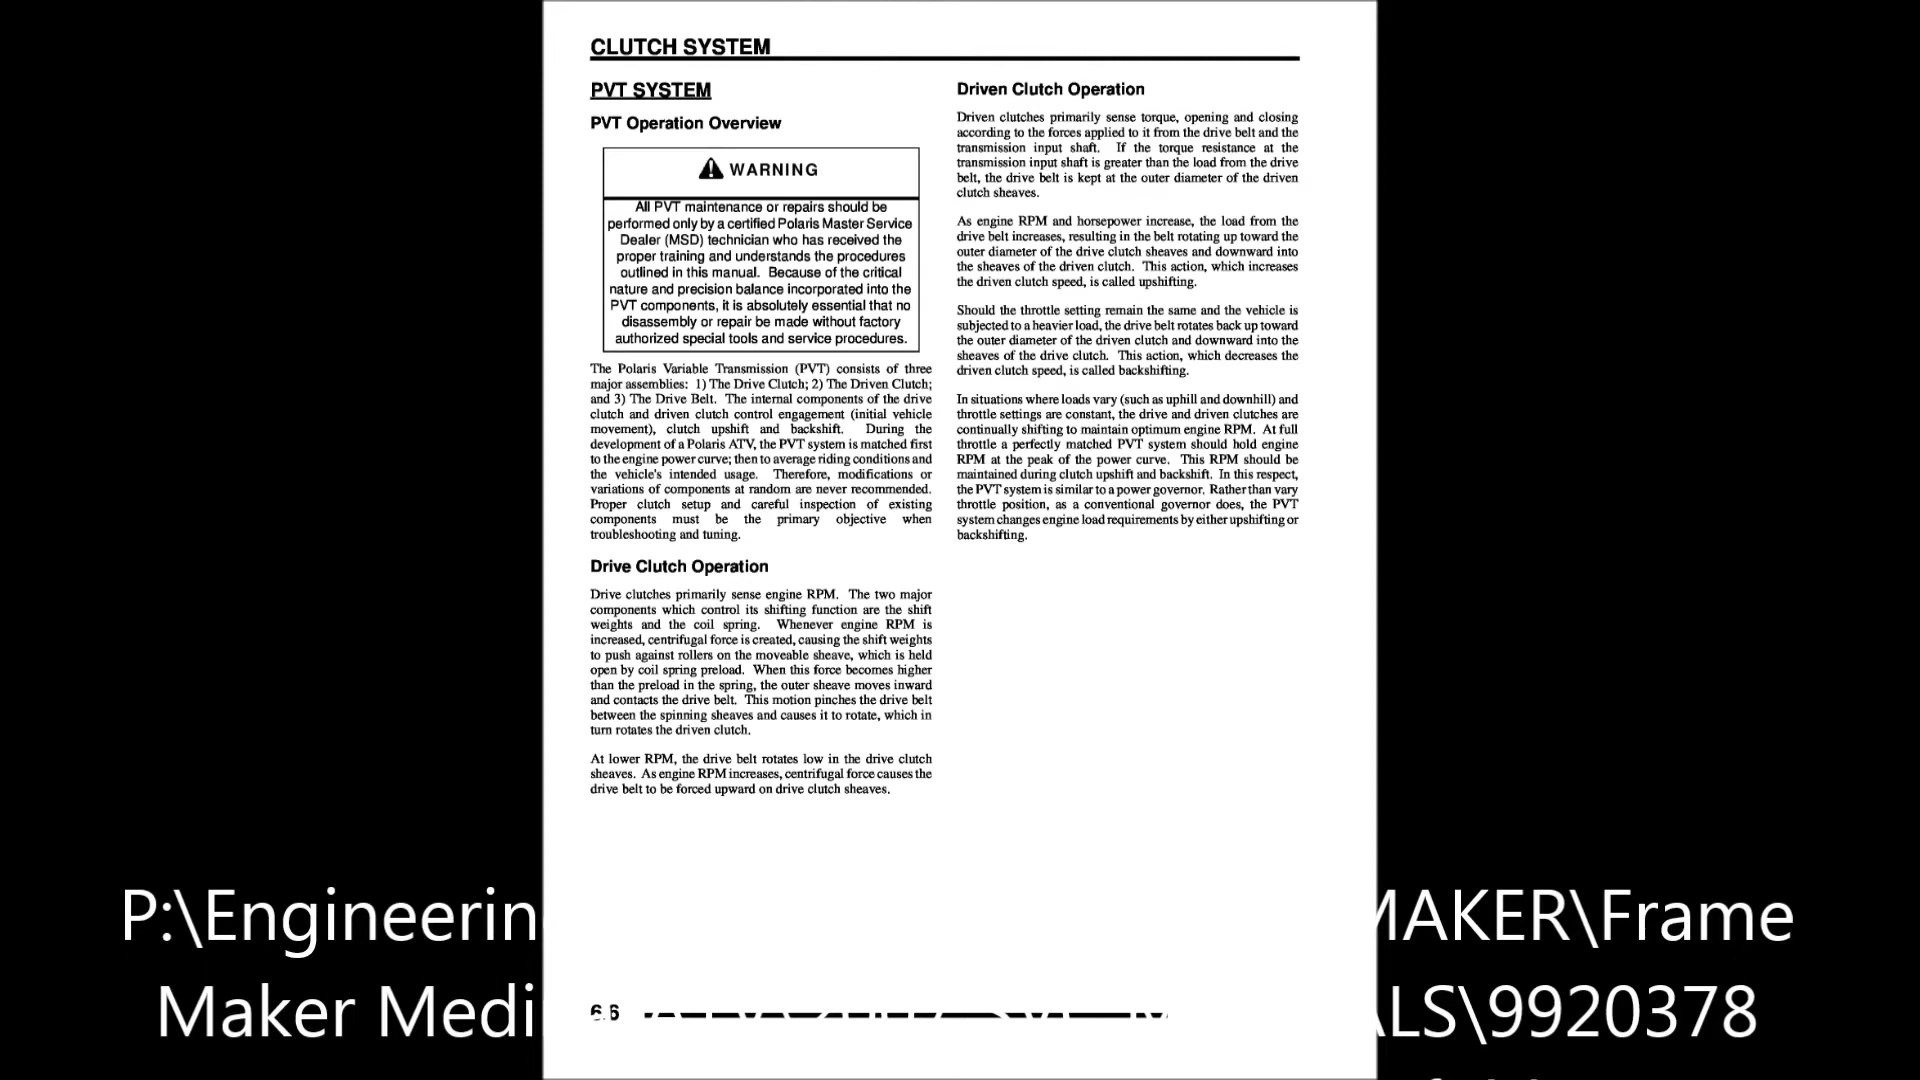 CLUTCH SYSTEM
PVT SYSTEM
PVT Operation Overview
WARNING
All PVT maintenance or repairs should be
performed only by a certified Polaris Master Service
Dealer (MSD) technician who has received the
proper training and understands the procedures
outlined in this manual. Because of the critical
nature and precision balance incorporated into the
PVT components, it is absolutely essential that no
disassembly or repair be made without factory
authorized special tools and service procedures.
The Polaris Variable Transmission (PVT) consists of three
major assemblies: 1) The Drive Clutch; 2) The Driven Clutch;
and 3) The Drive Belt. The internal components of the drive
clutch and driven clutch control engagement (initial vehicle
movement), clutch upshift and backshift. During the
development of a Polaris ATV, the PVT system is matched first
to the engine power curve; then to average riding conditions and
the vehicle's intended usage. Therefore, modifications or
variations of components at random are never recommended.
Proper clutch setup and careful inspection of existing
components must be the primary objective when
troubleshooting and tuning.
Drive Clutch Operation
Drive clutches primarily sense engine RPM. The two major
components which control its shifting function are the shift
weights and the coil spring. Whenever engine RPM is
increased, centrifugal force is created, causing the shift weights
to push against rollers on the moveable sheave, which is held
open by coil spring preload. When this force becomes higher
than the preload in the spring, the outer sheave moves inward
and contacts the drive belt. This motion pinches the drive belt
between the spinning sheaves and causes it to rotate, which in
turn rotates the driven clutch.
At lower RPM, the drive belt rotates low in the drive clutch
sheaves. As engine RPM increases, centrifugal force causes the
drive belt to be forced upward on drive clutch sheaves.
Driven Clutch Operation
Driven clutches primarily sense torque, opening and closing
according to the forces applied to it from the drive belt and the
transmission input shaft. If the torque resistance at the
transmission input shaft is greater than the load from the drive
belt, the drive belt is kept at the outer diameter of the driven
clutch sheaves.
As engine RPM and horsepower increase, the load from the
drive belt increases, resulting in the belt rotating up toward the
outer diameter of the drive clutch sheaves and downward into
the sheaves of the driven clutch. This action, which increases
the driven clutch speed, is called upshifting.
Should the throttle setting remain the same and the vehicle is
subjected to a heavier load, the drive belt rotates back up toward
the outer diameter of the driven clutch and downward into the
sheaves of the drive clutch. This action, which decreases the
driven clutch speed, is called backshifting.
In situations where loads vary (such as uphill and downhill) and
throttle settings are constant, the drive and driven clutches are
continually shifting to maintain optimum engine RPM. At full
throttle a perfectly matched PVT system should hold engine
RPM at the peak of the power curve. This RPM should be
maintained during clutch upshift and backshift. In this respect,
the PVT system is similar to a power governor. Rather than vary
throttle position, as a conventional governor does, the PVT
system changes engine load requirements by either upshifting or
backshifting.
6.6
P:\Engineerin MAKER\Frame
Maker Medi ALS\9920378